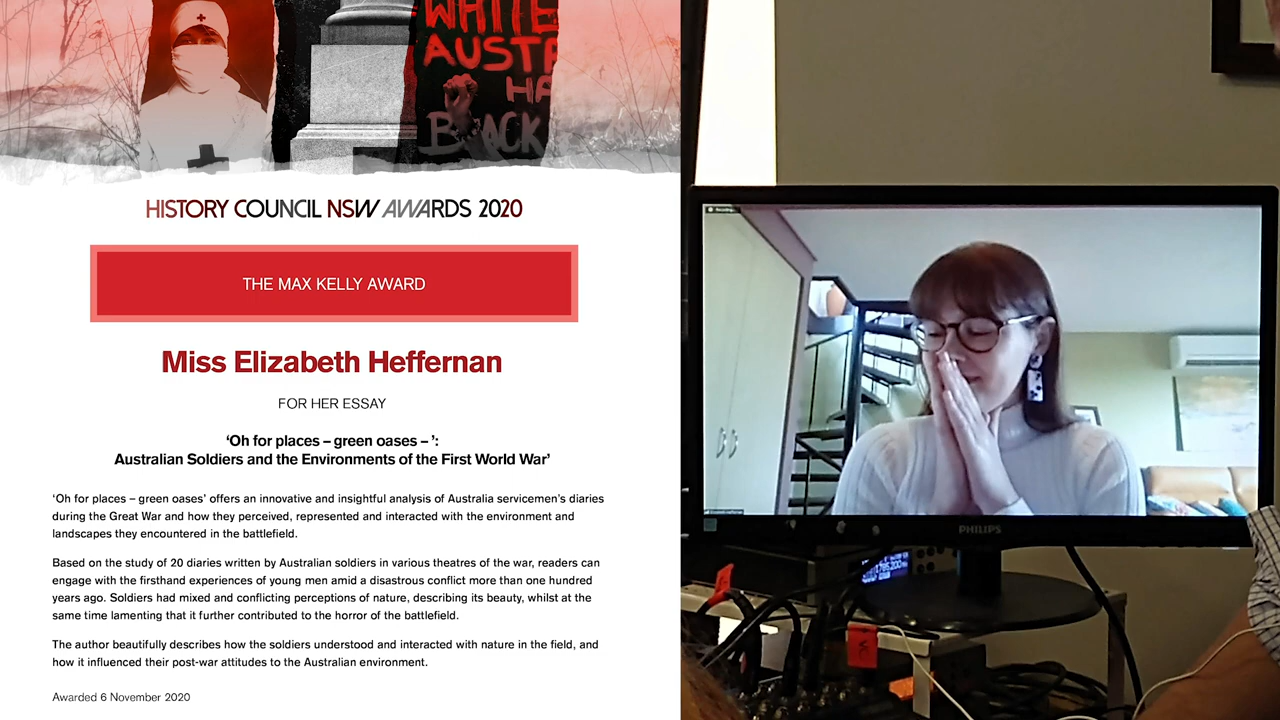 WHITE
AUSTR
HA
BLACK
HISTORY COUNCIL NSW AWARDS 2020
THE MAX KELLY AWARD
Miss Elizabeth Heffernan
FOR HER ESSAY
‘Oh for places – green oases – ’:
Australian Soldiers and the Environments of the First World War’
‘Oh for places – green oases’ offers an innovative and insightful analysis of Australia servicemen’s diaries
during the Great War and how they perceived, represented and interacted with the environment and
landscapes they encountered in the battlefield.
Based on the study of 20 diaries written by Australian soldiers in various theatres of the war, readers can
engage with the firsthand experiences of young men amid a disastrous conflict more than one hundred
years ago. Soldiers had mixed and conflicting perceptions of nature, describing its beauty, whilst at the
same time lamenting that it further contributed to the horror of the battlefield.
The author beautifully describes how the soldiers understood and interacted with nature in the field, and
how it influenced their post-war attitudes to the Australian environment.
Awarded 6 November 2020
Recording
PHILIPS
VC